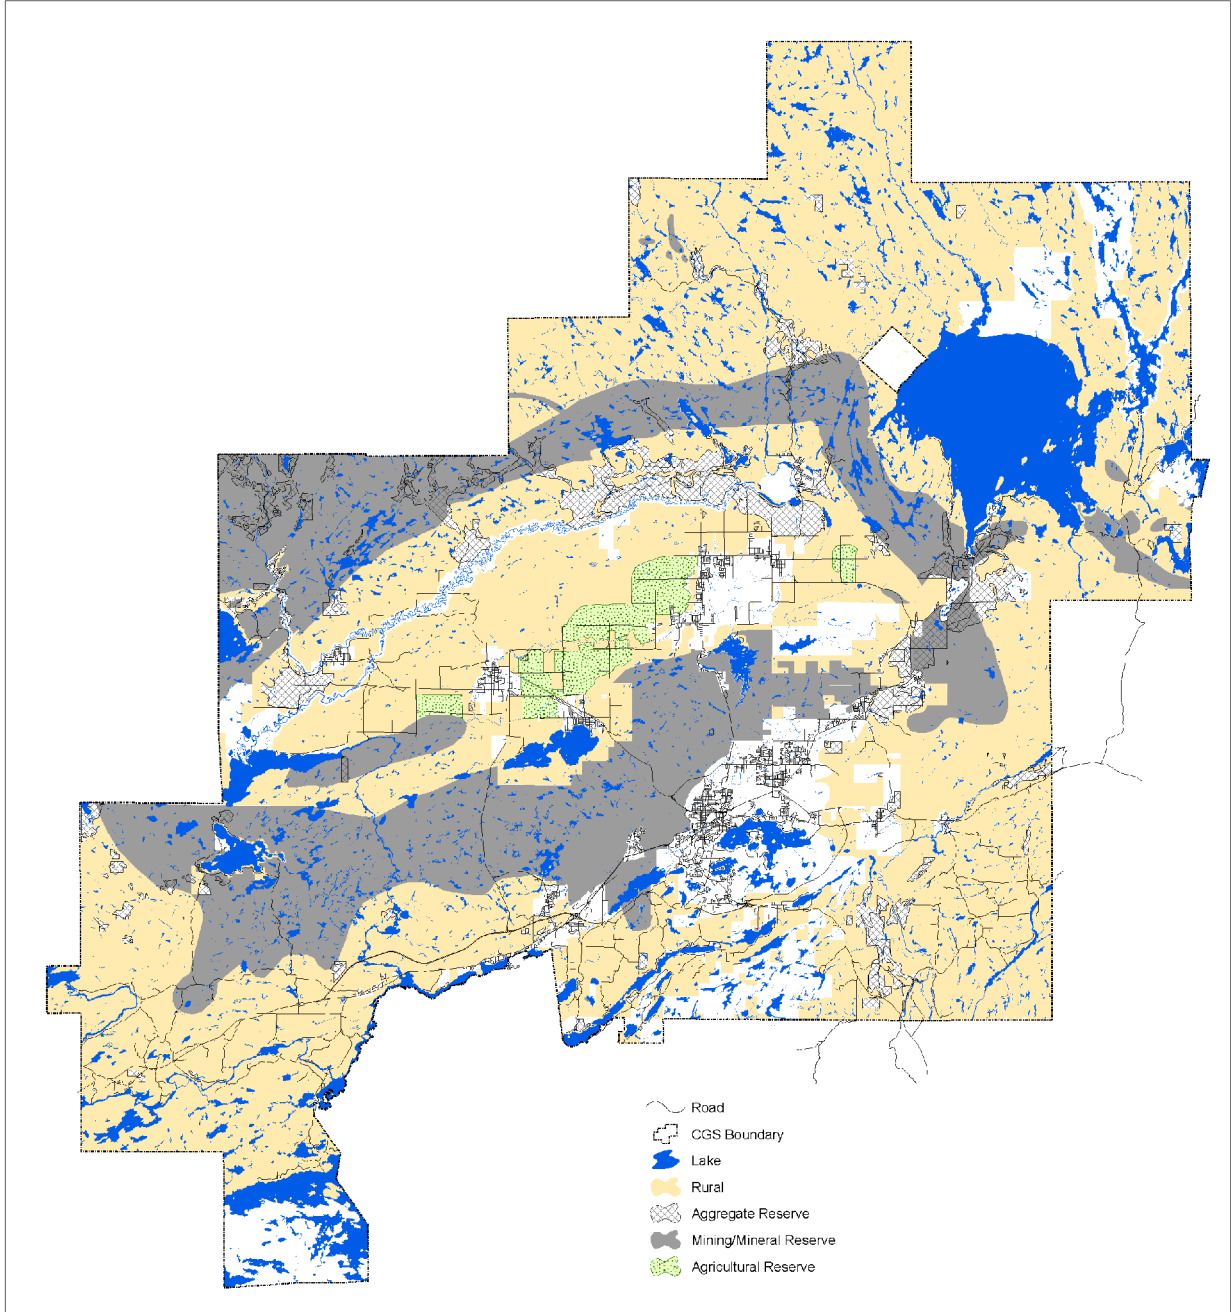 Road
CGS Boundary
Lake
Rural
Aggregate Reserve
Mining/Mineral Reserve
Agricultural Reserve